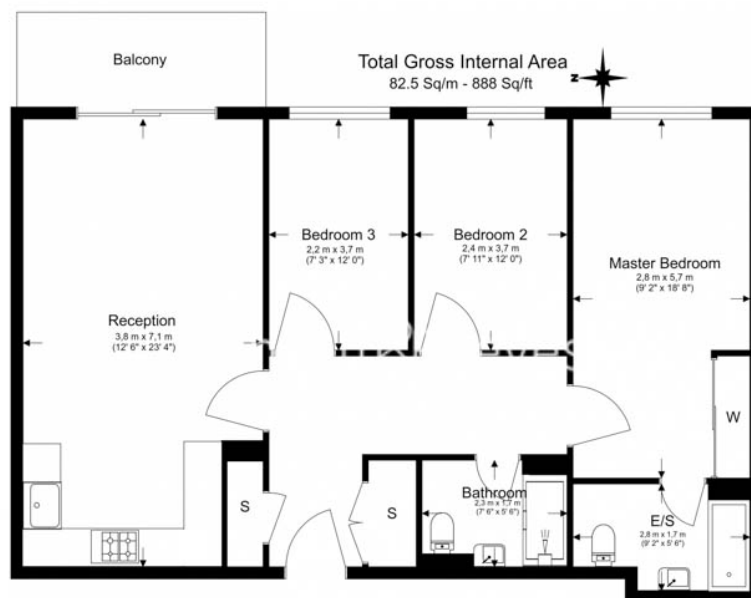 Balcony
Total Gross Internal Area
82.5 Sq/m - 888 Sq/ft
N
Bedroom 3
2,2 m x 3,7 m
(7' 3" x 12' 0")
Bedroom 2
2,4 m x 3,7 m
(7' 11" x 12' 0")
Master Bedroom
2,8 m x 5,7 m
(9' 2" x 18' 8")
Reception
3,8 m x 7,1 m
(12' 6" x 23' 4")
W
S
S
Bathroom
2,3 m x 1,7 m
(7' 6" x 5' 6")
E/S
2,8 m x 1,7 m
(9' 2" x 5' 6")